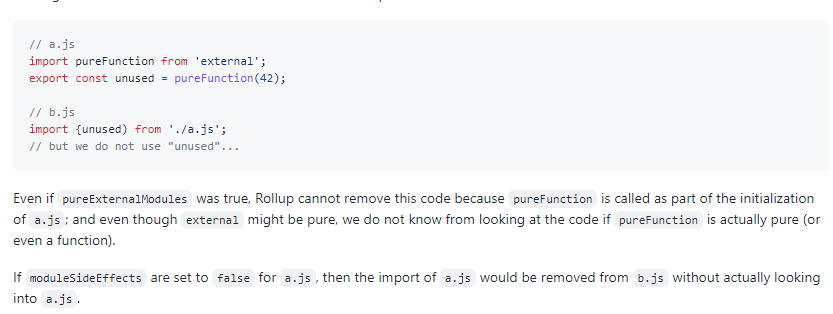 // a.js
import pureFunction from 'external';
export const unused = pureFunction(42);
// b.js
import {unused) from './a.js';
// but we do not use "unused"...
Even if pureExternalModules was true, Rollup cannot remove this code because pureFunction is called as part of the initialization
of a.js; and even though external might be pure, we do not know from looking at the code if pureFunction is actually pure (or
even a function).
If moduleSideEffects are set to false for a.js, then the import of a.js would be removed from b.js without actually looking
into a.js.